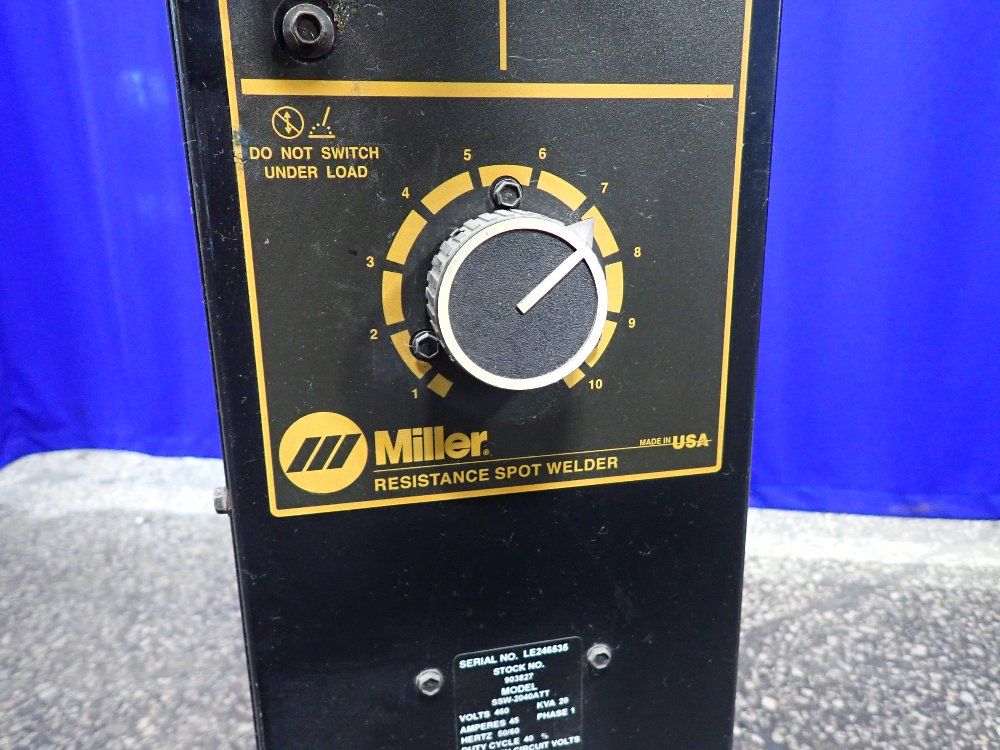 DO NOT SWITCH
UNDER LOAD
1
2
3
4
5
6
7
8
9
10
Miller®
MADE IN USA
RESISTANCE SPOT WELDER
SERIAL NO. LE246535
STOCK NO.
903827
MODEL
SSW-2040ATT
VOLTS 460 KVA 20
AMPERES 45 PHASE 1
HERTZ 50/60
DUTY CYCLE 40 %
CIRCUIT VOLTS